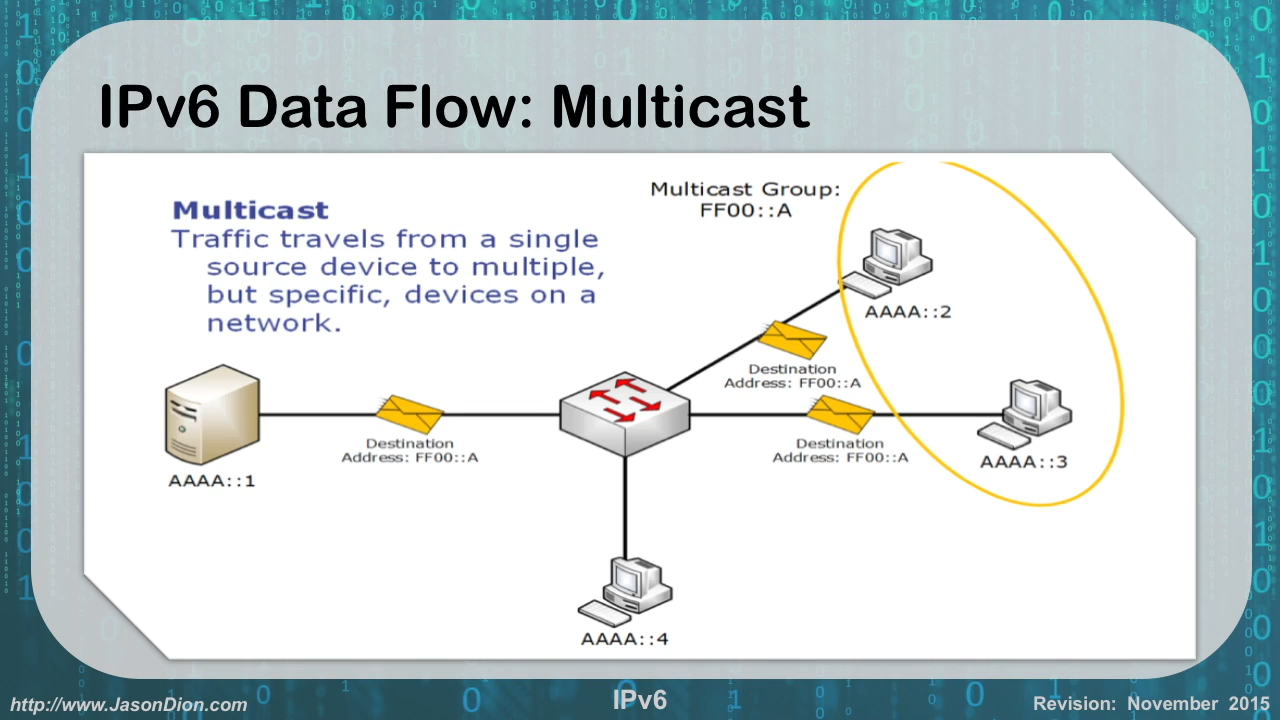 IPv6 Data Flow: Multicast
Multicast
Traffic travels from a single
source device to multiple,
but specific, devices on a
network.
Multicast Group:
FF00::A
AAAA::2
Destination
Address: FF00::A
Destination
Address: FF00::A
Destination
Address: FF00::A
AAAA::1
AAAA::3
AAAA::4
http://www.JasonDion.com
IPv6
Revision: November 2015